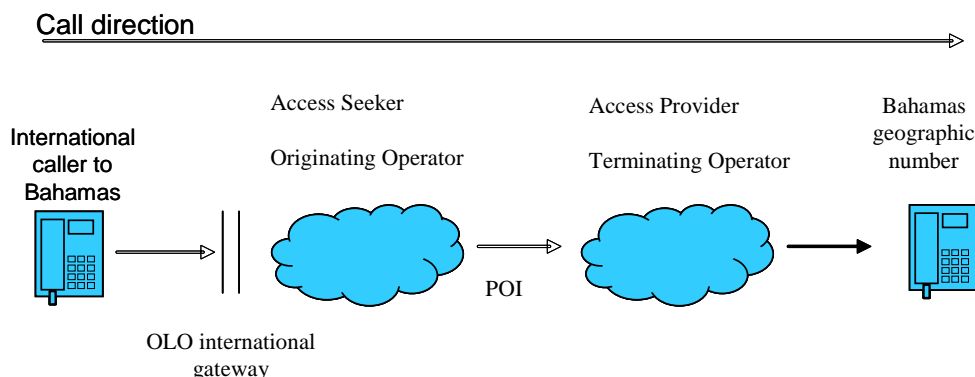 Call direction
Access Seeker
Originating Operator
Access Provider
Terminating Operator
Bahamas
geographic
number
International
caller to
Bahamas
POI
OLO international
gateway